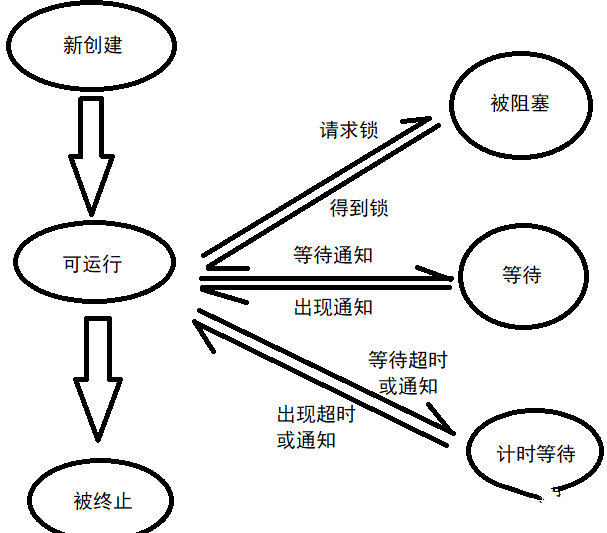 新创建
被阻塞
请求锁
得到锁
可运行
等待通知
等待
出现通知
等待超时
或通知
出现超时
或通知
计时等待
被终止